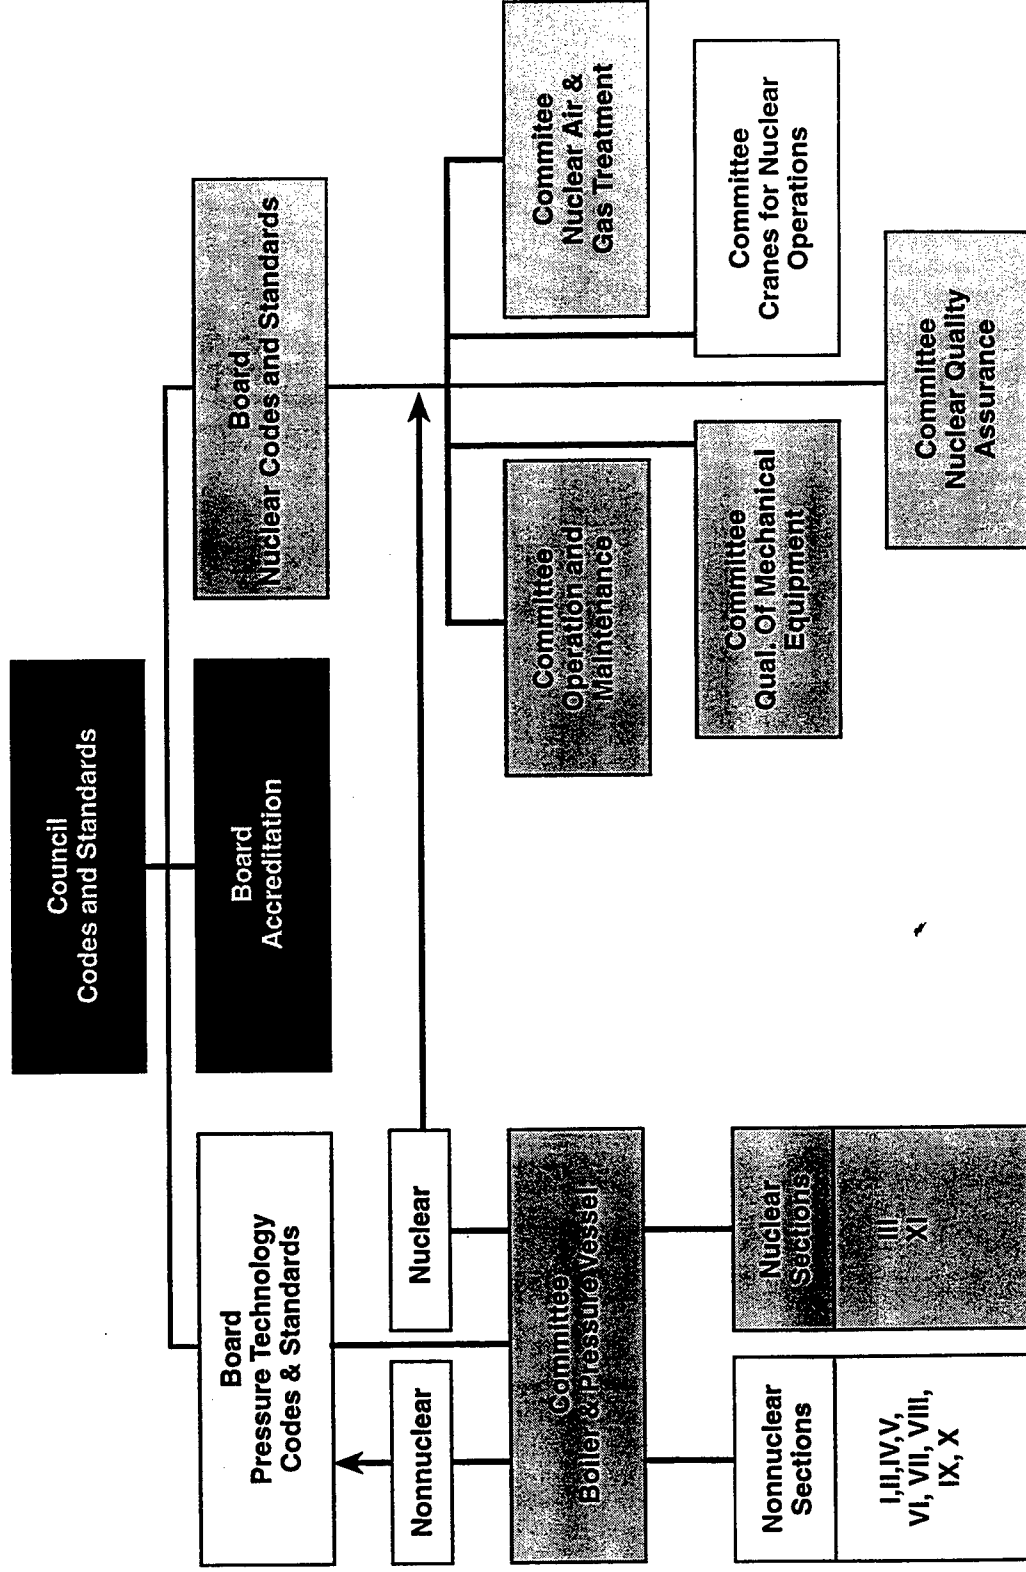 Council
Codes and Standards
Board
Pressure Technology
Codes & Standards
Board
Accreditation
Board
Nuclear Codes and Standards
Nonnuclear
Nuclear
Committee
Boiler & Pressure Vessel
Committee
Operation and
Maintenance
Commitee
Nuclear Air &
Gas Treatment
Committee
Qual. Of Mechanical
Equipment
Committee
Cranes for Nuclear
Operations
Nonnuclear
Sections
I,II,IV,V,
VI, VII, VIII,
IX, X
Nuclear
Sections
III
XI
Committee
Nuclear Quality
Assurance